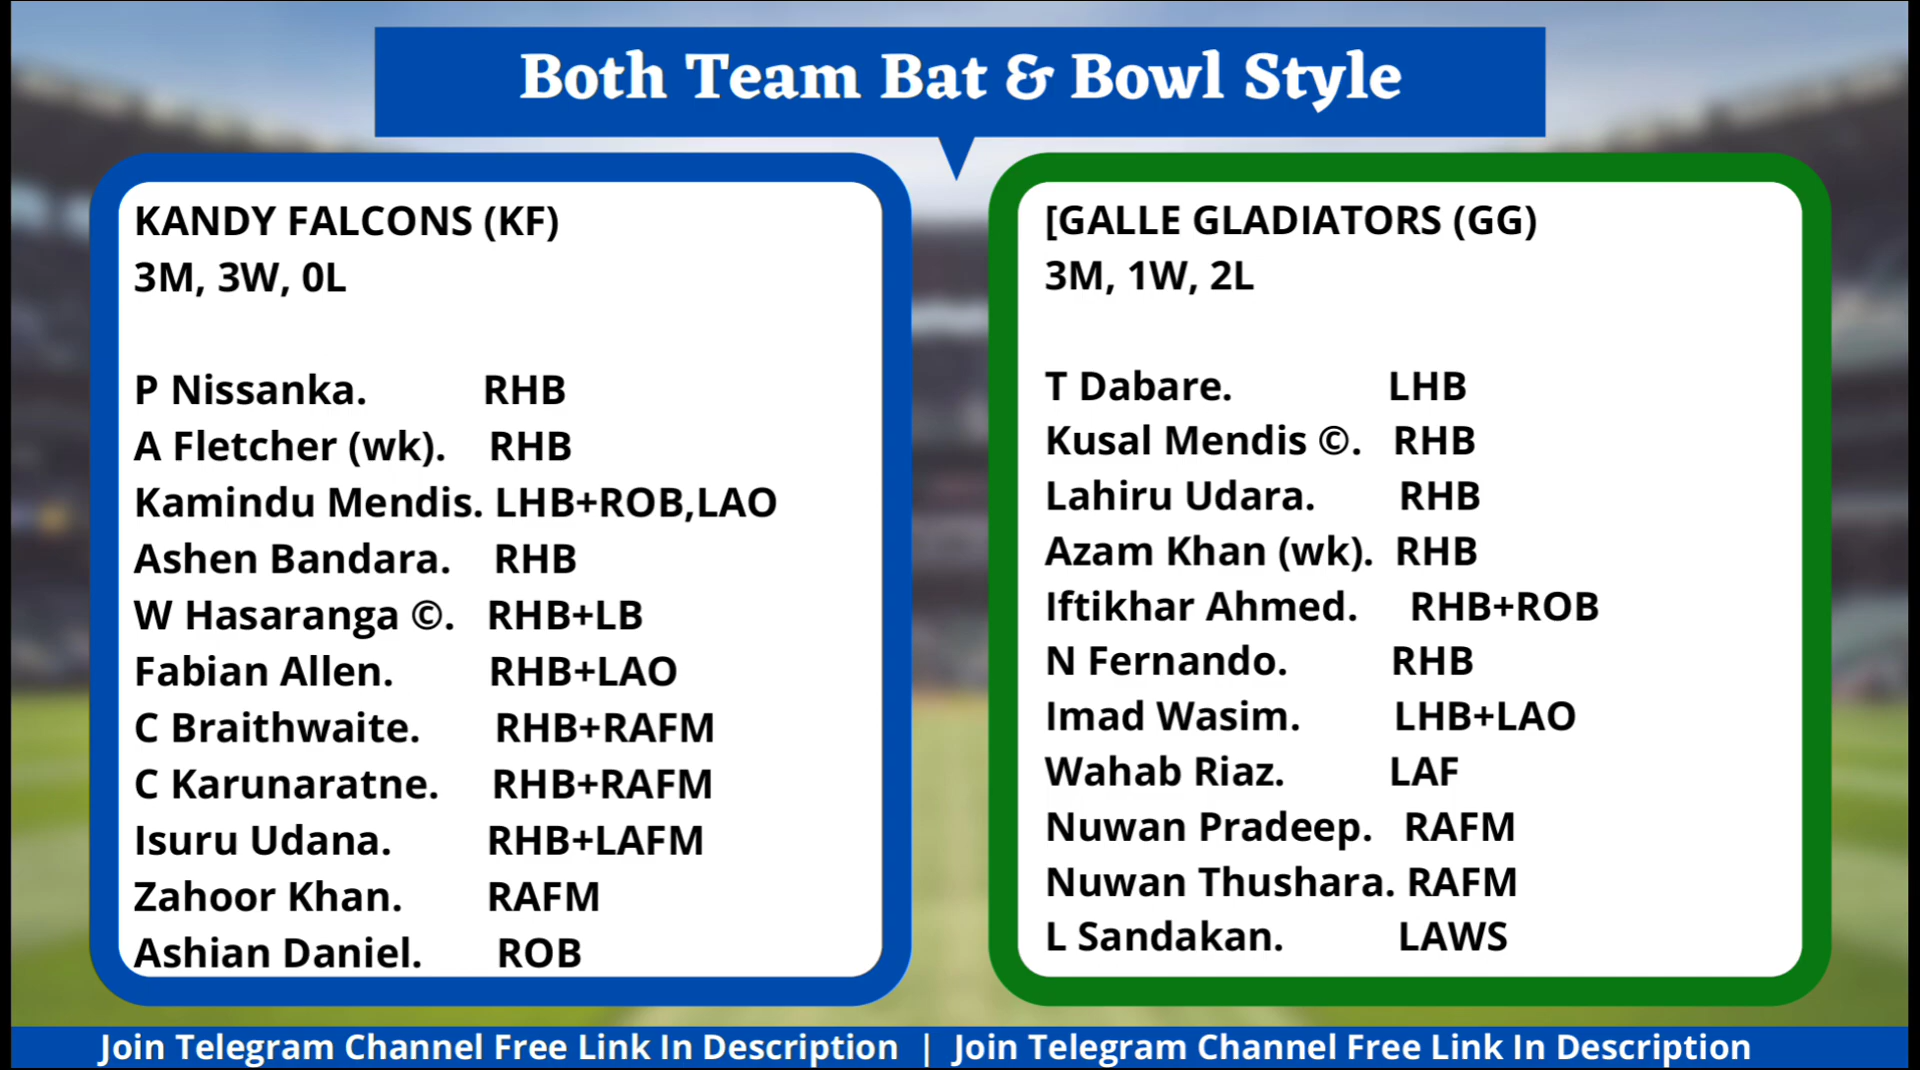 Both Team Bat & Bowl Style
KANDY FALCONS (KF)
3M, 3W, 0L
P Nissanka. RHB
A Fletcher (wk). RHB
Kamindu Mendis. LHB+ROB,LAO
Ashen Bandara. RHB
W Hasaranga ©. RHB+LB
Fabian Allen. RHB+LAO
C Braithwaite. RHB+RAFM
C Karunaratne. RHB+RAFM
Isuru Udana. RHB+LAFM
Zahoor Khan. RAFM
Ashian Daniel. ROB
[GALLE GLADIATORS (GG)
3M, 1W, 2L
T Dabare. LHB
Kusal Mendis ©. RHB
Lahiru Udara. RHB
Azam Khan (wk). RHB
Iftikhar Ahmed. RHB+ROB
N Fernando. RHB
Imad Wasim. LHB+LAO
Wahab Riaz. LAF
Nuwan Pradeep. RAFM
Nuwan Thushara. RAFM
L Sandakan. LAWS
Join Telegram Channel Free Link In Description | Join Telegram Channel Free Link In Description